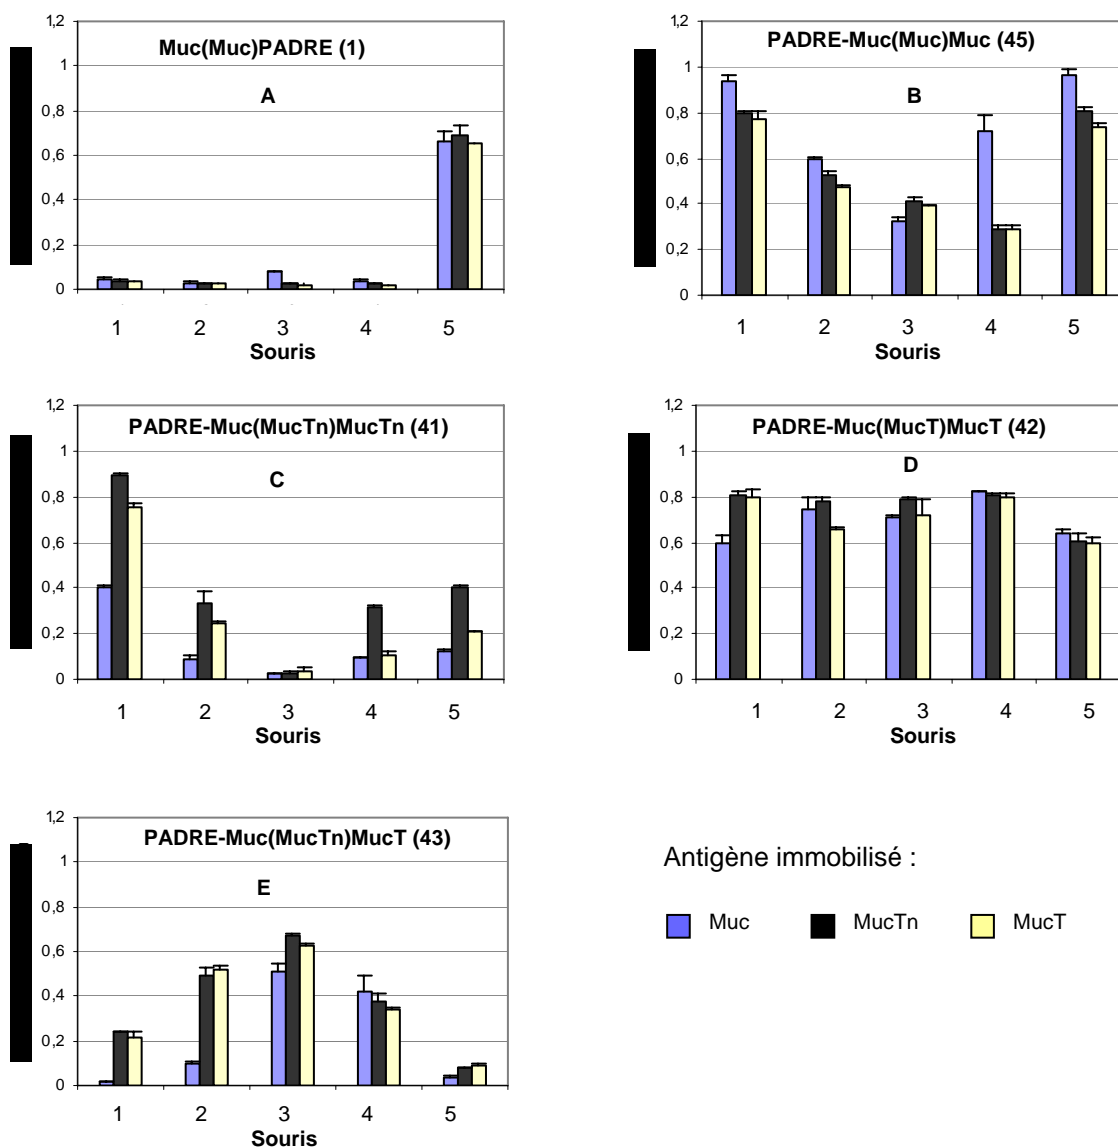 1,2
1
0,8
0,6
0,4
0,2
0
Muc(Muc)PADRE (1)
A
1 2 3 4 5
Souris
1,2
1
0,8
0,6
0,4
0,2
0
PADRE-Muc(Muc)Muc (45)
B
1 2 3 4 5
Souris
1,2
1
0,8
0,6
0,4
0,2
0
PADRE-Muc(MucTn)MucTn (41)
C
1 2 3 4 5
Souris
1,2
1
0,8
0,6
0,4
0,2
0
PADRE-Muc(MucT)MucT (42)
D
1 2 3 4 5
Souris
1,2
1
0,8
0,6
0,4
0,2
0
PADRE-Muc(MucTn)MucT (43)
E
1 2 3 4 5
Souris
Antigène immobilisé :
Muc MucTn MucT